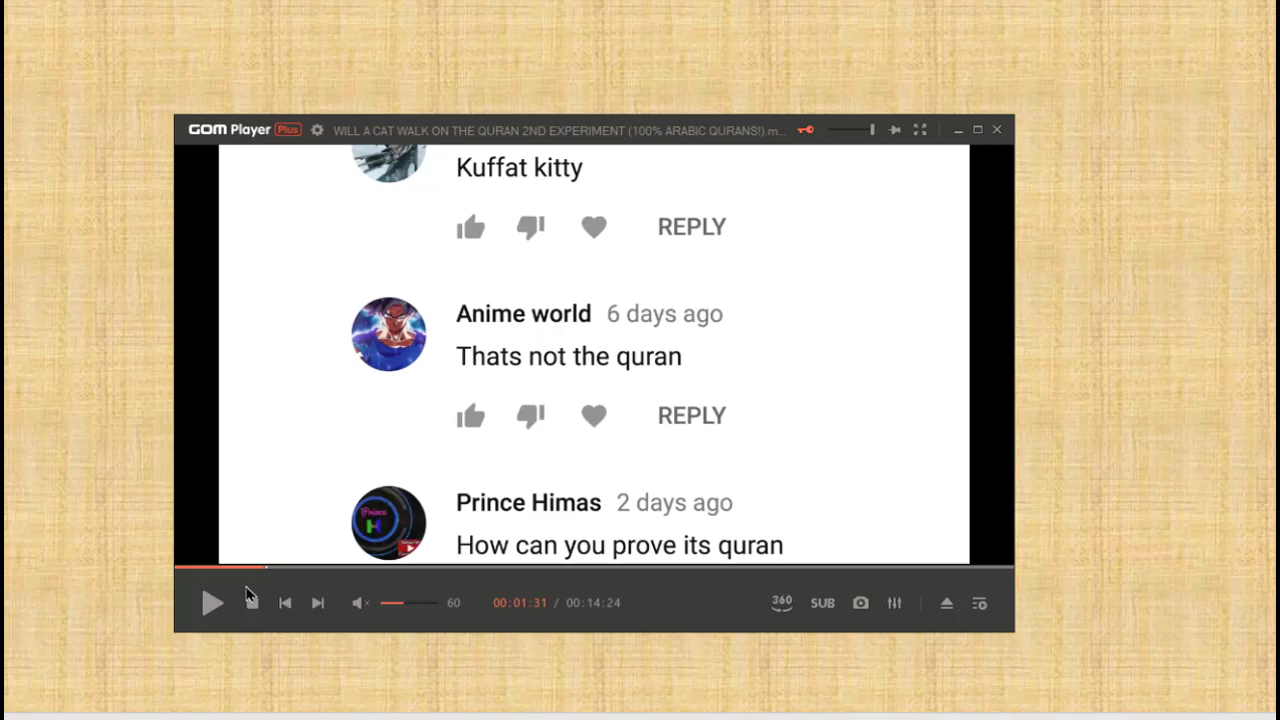 GOM Player Plus WILL A CAT WALK ON THE QURAN 2ND EXPERIMENT (100% ARABIC QURANS!).m...
Kuffat kitty
REPLY
Anime world 6 days ago
Thats not the quran
REPLY
Prince Himas 2 days ago
Prince
H
How can you prove its quran
60 00:01:31 / 00:14:24 360 SUB